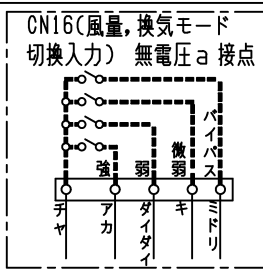 CN16(風量,換気モード
切換入力) 無電圧a接点
強
弱
微弱
バイパス
チャ
アカ
ダイダイ
キ
ミドリ